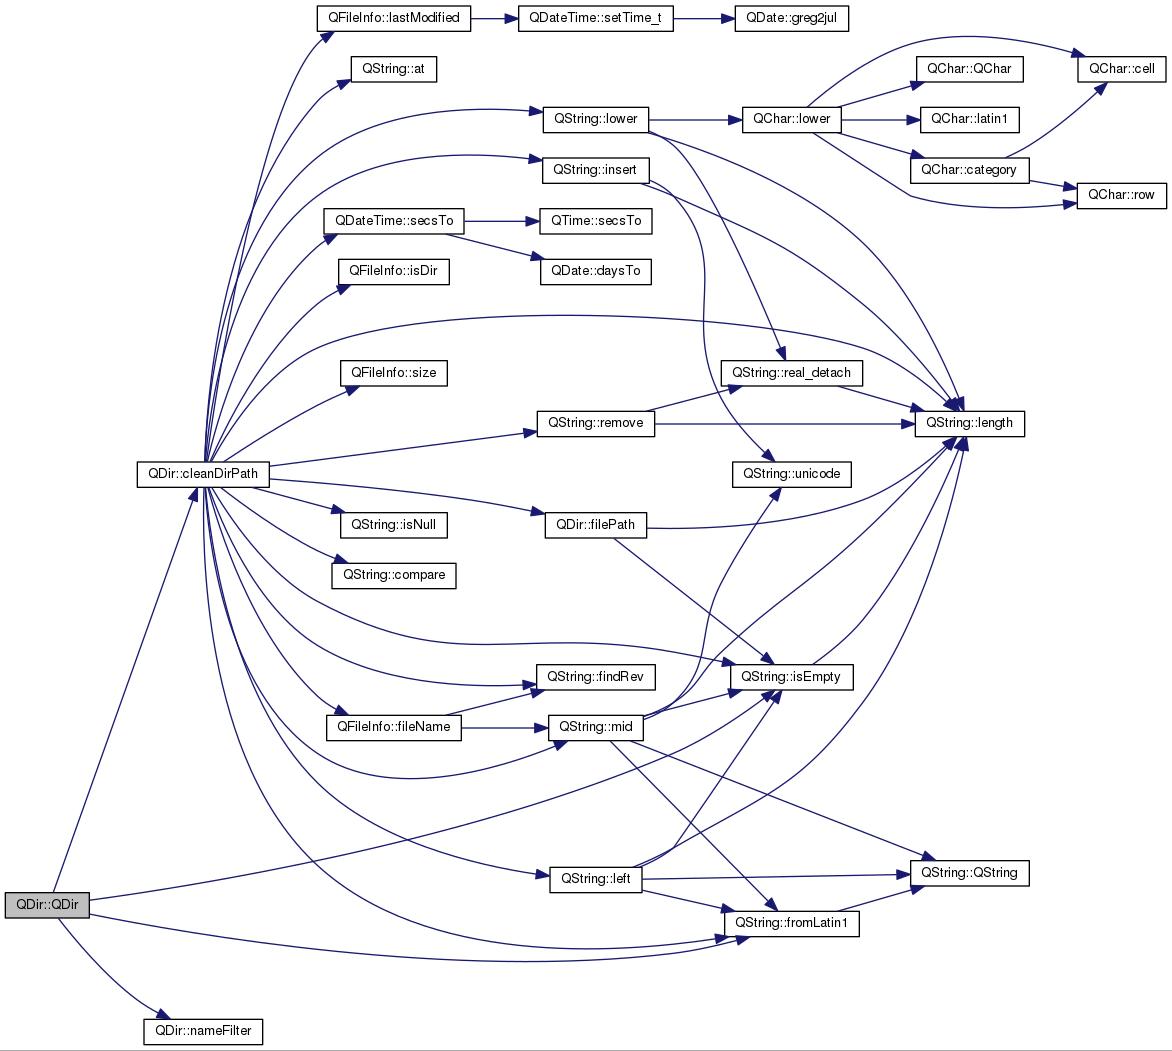 QFileInfo::lastModified
QDateTime::setTime_t
QDate::greg2jul
QString::at
QChar::QChar
QChar::cell
QString::lower
QChar::lower
QChar::latin1
QString::insert
QChar::category
QChar::row
QDateTime::secsTo
QTime::secsTo
QFileInfo::isDir
QDate::daysTo
QFileInfo::size
QString::real_detach
QString::remove
QString::length
QDir::cleanDirPath
QString::unicode
QString::isNull
QDir::filePath
QString::compare
QString::findRev
QString::isEmpty
QFileInfo::fileName
QString::mid
QString::left
QString::QString
QDir::QDir
QString::fromLatin1
QDir::nameFilter